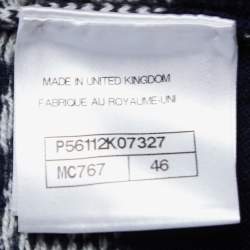 MADE IN UNITED KINGDOM
FABRIQUE AU ROYAUME-UNI
P56112K07327
MC767 46